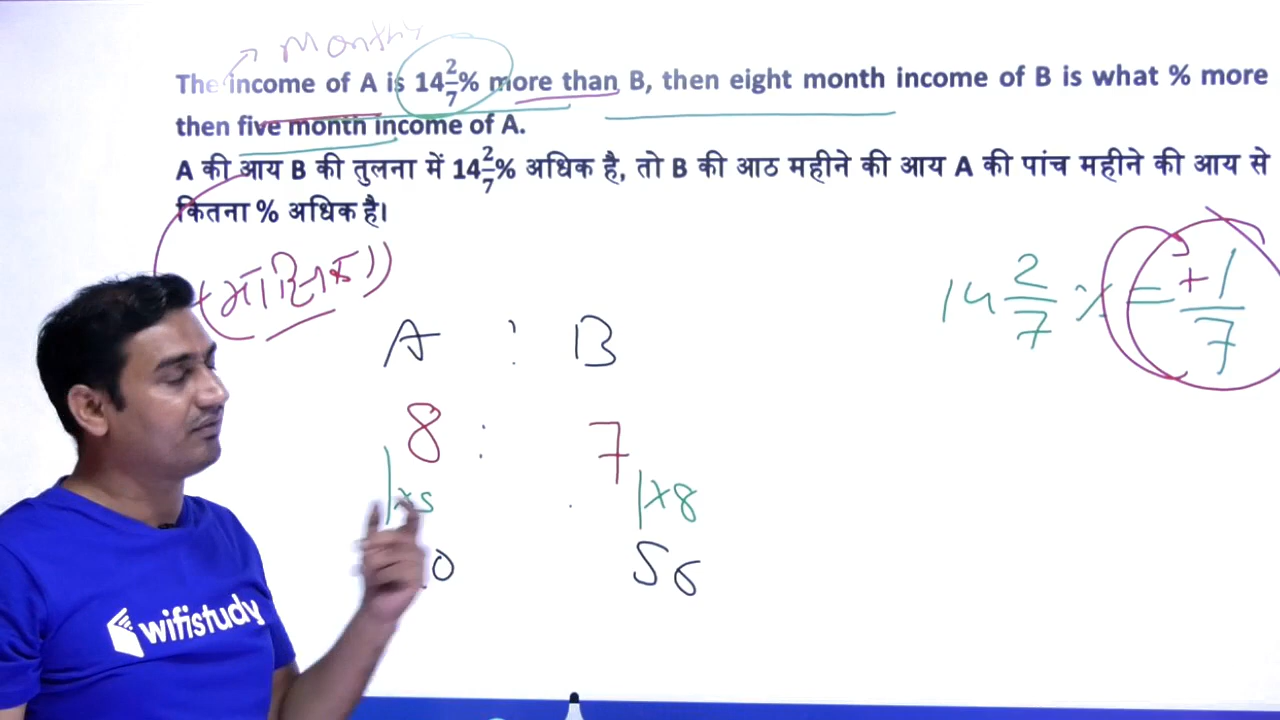 Monthly
The income of A is 14 2/7% more than B, then eight month income of B is what % more
then five month income of A.
A की आय B की तुलना में 14 2/7% अधिक है, तो B की आठ महीने की आय A की पांच महीने की आय से
कितना % अधिक है।
(मासिक))
14 2/7 % = +1/7
A : B
8 : 7
|×5 |×8
0 56
wifistudy